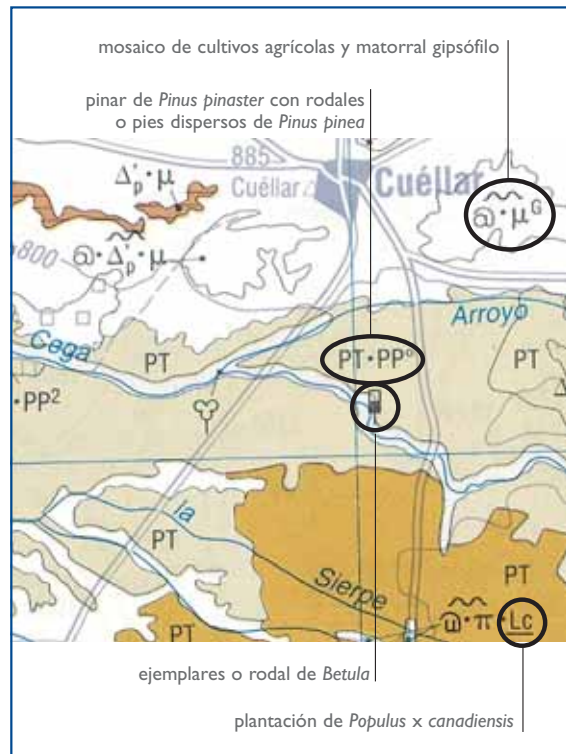 mosaico de cultivos agrícolas y matorral gipsófilo
pinar de Pinus pinaster con rodales
o pies dispersos de Pinus pinea
885
Cuéllar
Cuéllar
Δ'p·μ
μG
800
·Δ'p·μ
Cega
PT
Arroyo
PT·PPº
PT
·PP2
la
PT
Sierpe
PT
PT
·π·Lc
ejemplares o rodal de Betula
plantación de Populus x canadiensis